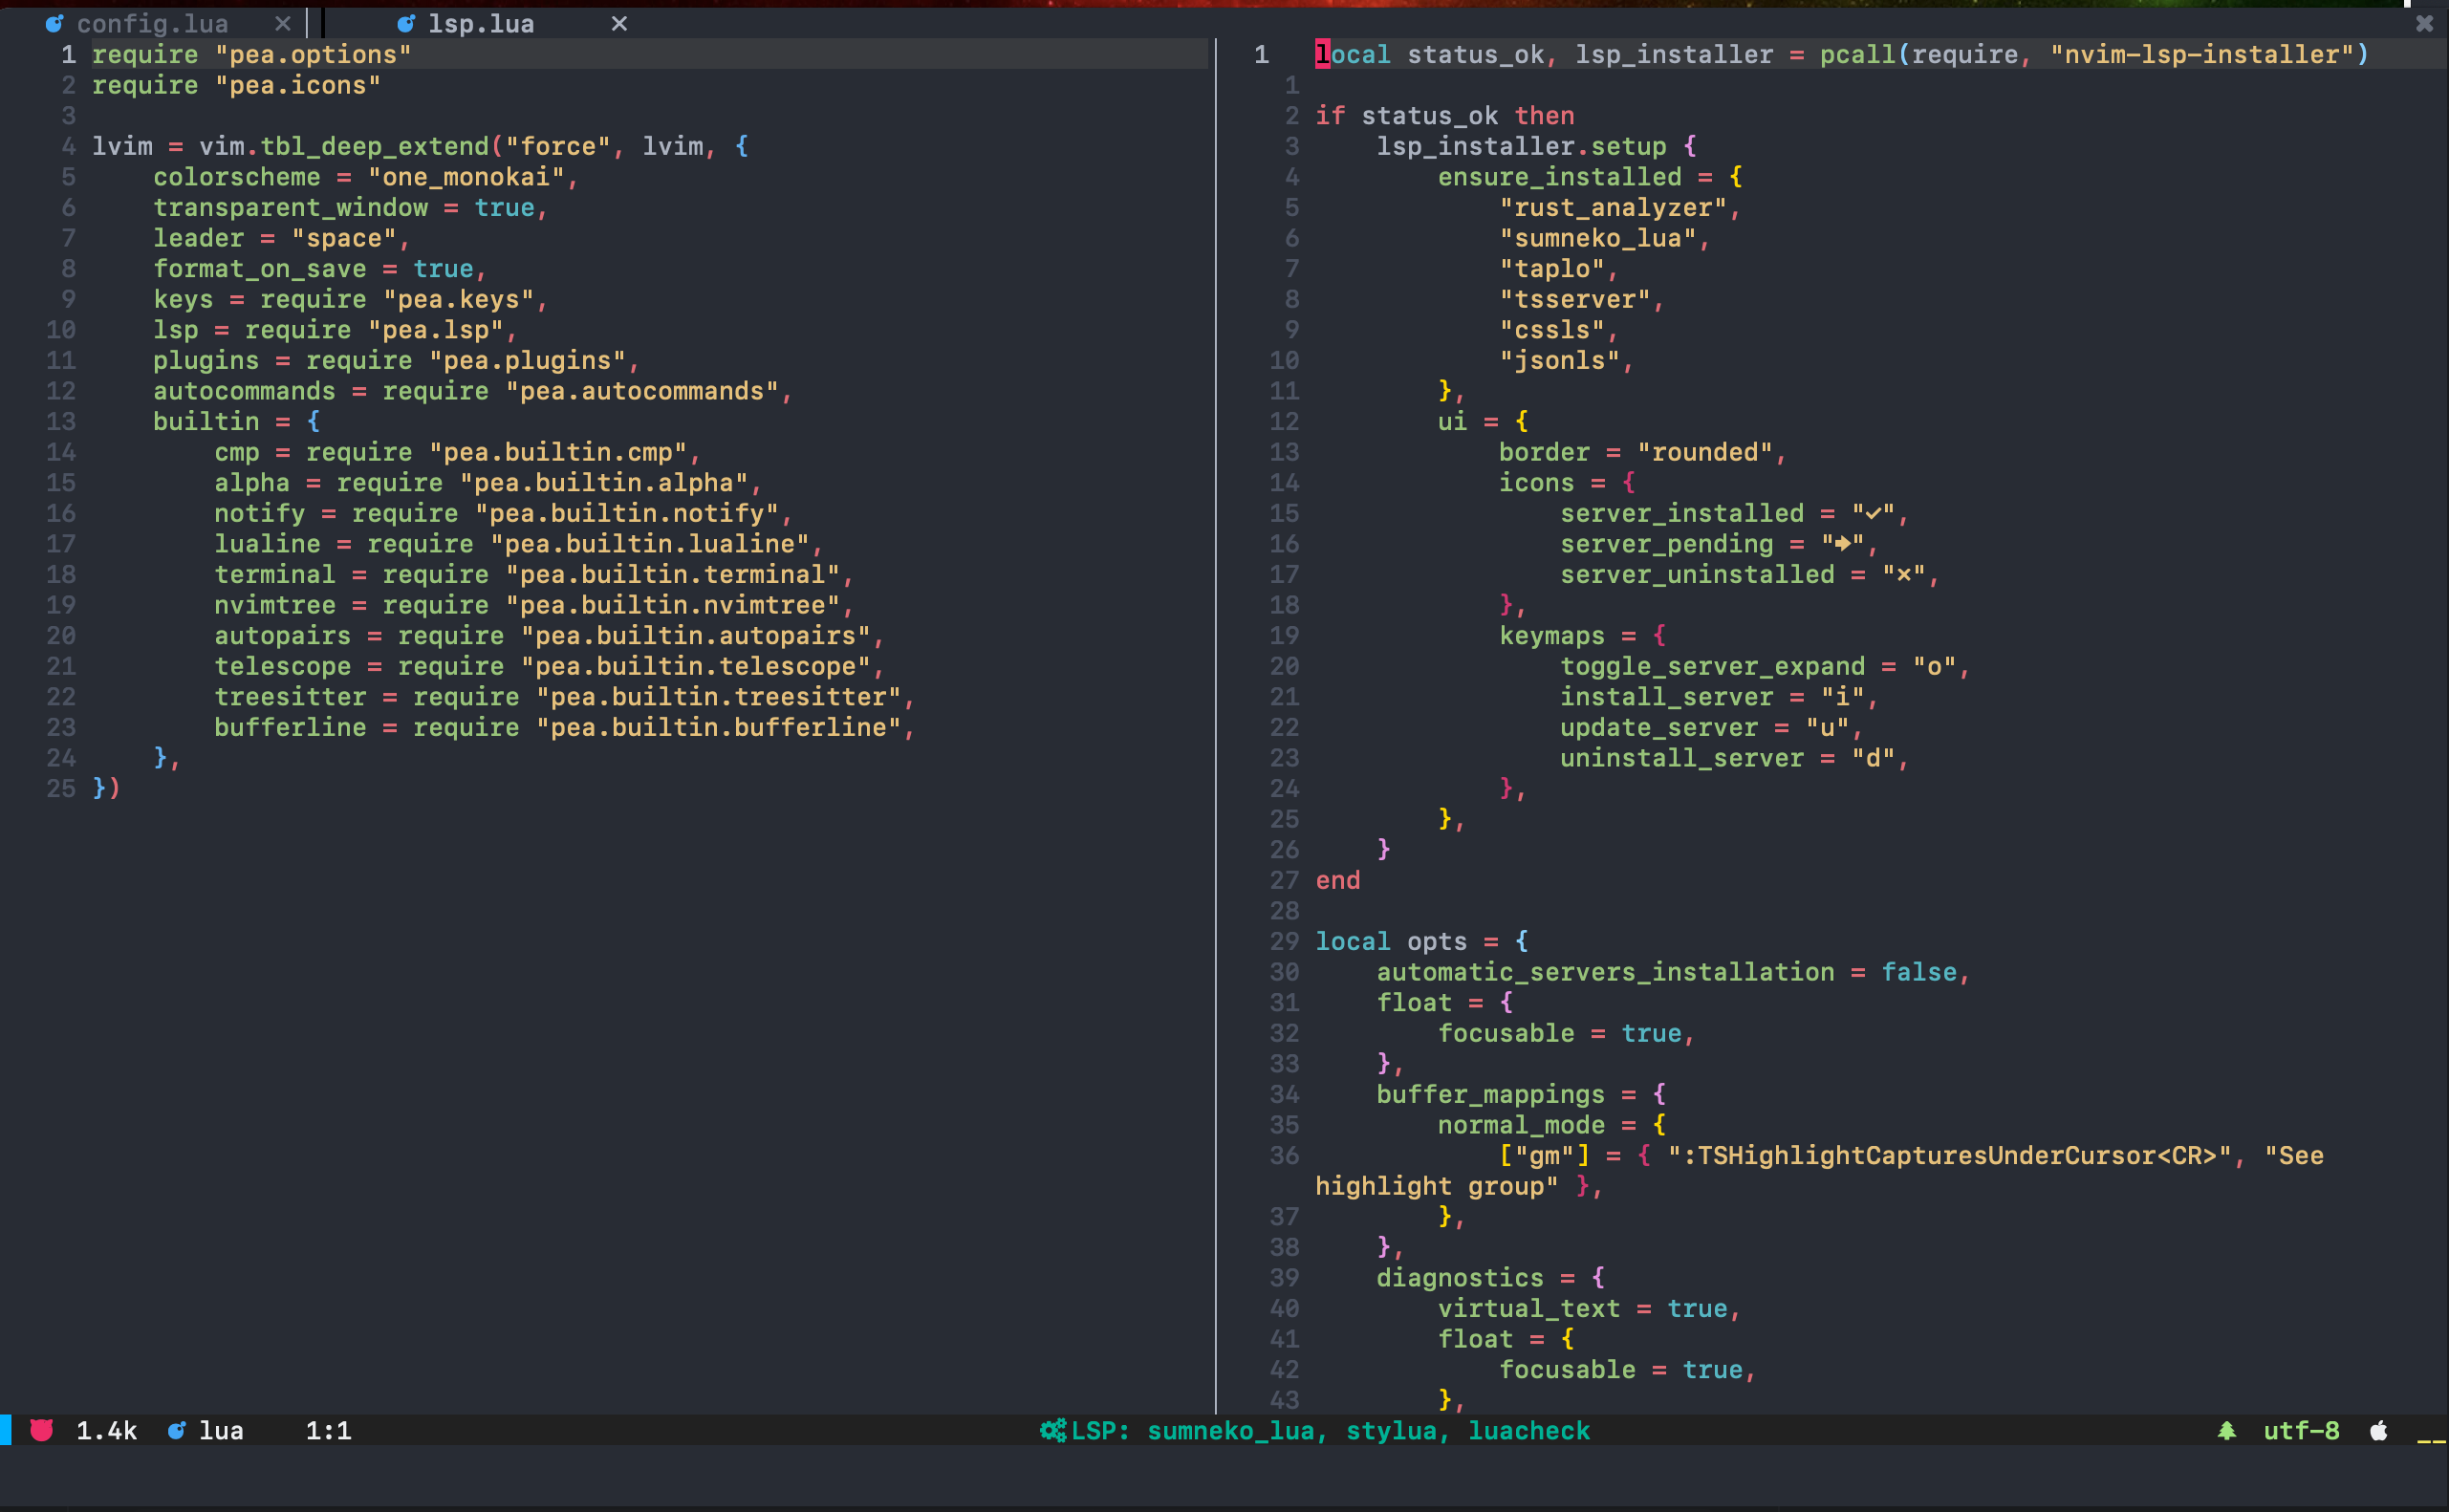 config.lua × lsp.lua ×
1 require "pea.options"
2 require "pea.icons"
3
4 lvim = vim.tbl_deep_extend("force", lvim, {
5     colorscheme = "one_monokai",
6     transparent_window = true,
7     leader = "space",
8     format_on_save = true,
9     keys = require "pea.keys",
10     lsp = require "pea.lsp",
11     plugins = require "pea.plugins",
12     autocommands = require "pea.autocommands",
13     builtin = {
14         cmp = require "pea.builtin.cmp",
15         alpha = require "pea.builtin.alpha",
16         notify = require "pea.builtin.notify",
17         lualine = require "pea.builtin.lualine",
18         terminal = require "pea.builtin.terminal",
19         nvimtree = require "pea.builtin.nvimtree",
20         autopairs = require "pea.builtin.autopairs",
21         telescope = require "pea.builtin.telescope",
22         treesitter = require "pea.builtin.treesitter",
23         bufferline = require "pea.builtin.bufferline",
24     },
25 })
1 local status_ok, lsp_installer = pcall(require, "nvim-lsp-installer")
1
2 if status_ok then
3     lsp_installer.setup {
4         ensure_installed = {
5             "rust_analyzer",
6             "sumneko_lua",
7             "taplo",
8             "tsserver",
9             "cssls",
10             "jsonls",
11         },
12         ui = {
13             border = "rounded",
14             icons = {
15                 server_installed = "✓",
16                 server_pending = "➜",
17                 server_uninstalled = "×",
18             },
19             keymaps = {
20                 toggle_server_expand = "o",
21                 install_server = "i",
22                 update_server = "u",
23                 uninstall_server = "d",
24             },
25         },
26     }
27 end
28
29 local opts = {
30     automatic_servers_installation = false,
31     float = {
32         focusable = true,
33     },
34     buffer_mappings = {
35         normal_mode = {
36             ["gm"] = { ":TSHighlightCapturesUnderCursor<CR>", "See
highlight group" },
37         },
38     },
39     diagnostics = {
40         virtual_text = true,
41         float = {
42             focusable = true,
43         },
1.4k lua 1:1 LSP: sumneko_lua, stylua, luacheck utf-8 __